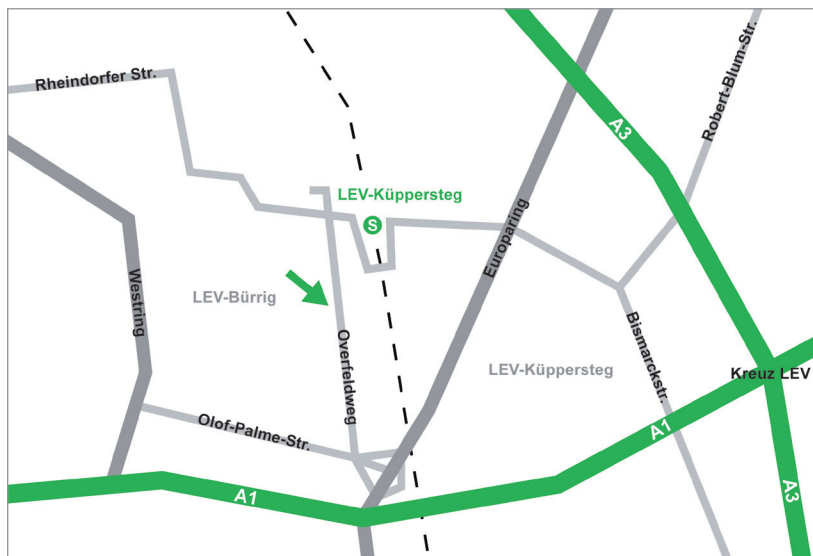 Rheindorfer Str.
A3
Robert-Blum-Str.
LEV-Küppersteg
S
Europaring
Westring
LEV-Bürrig
Overfeldweg
Bismarckstr.
LEV-Küppersteg
Kreuz LEV
Olof-Palme-Str.
A1
A1
A3